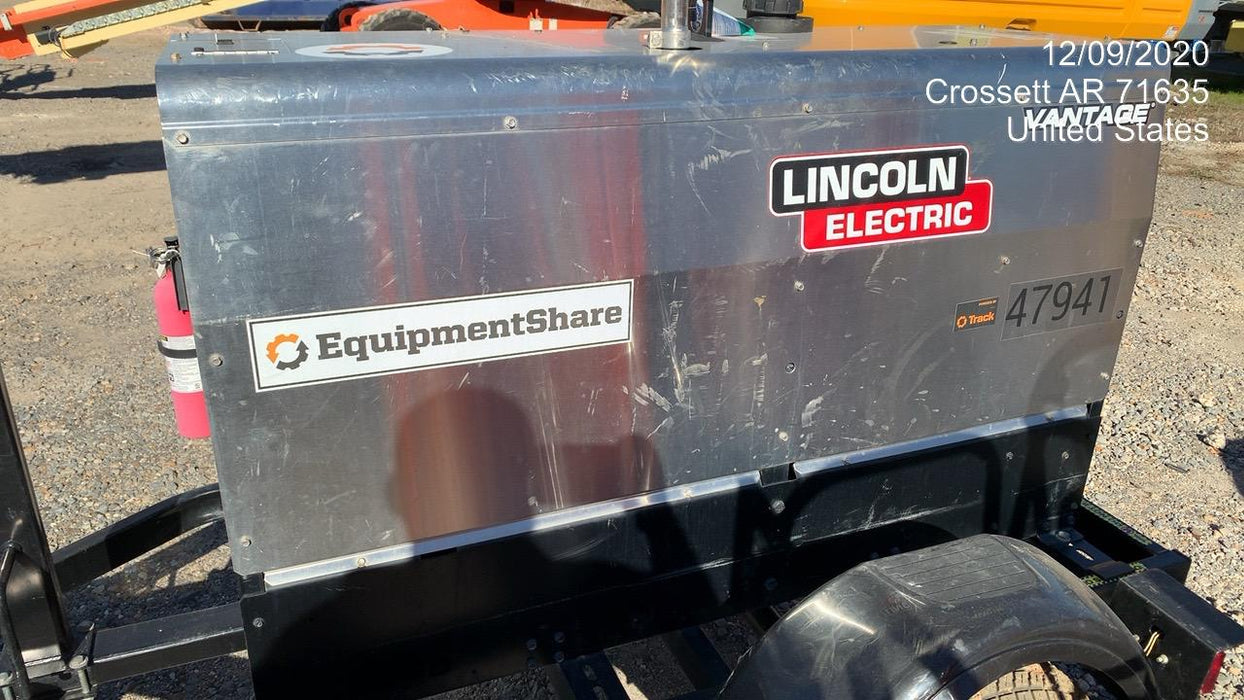 12/09/2020
Crossett AR 71635
United States
VANTAGE
LINCOLN
ELECTRIC
EquipmentShare
Track
47941